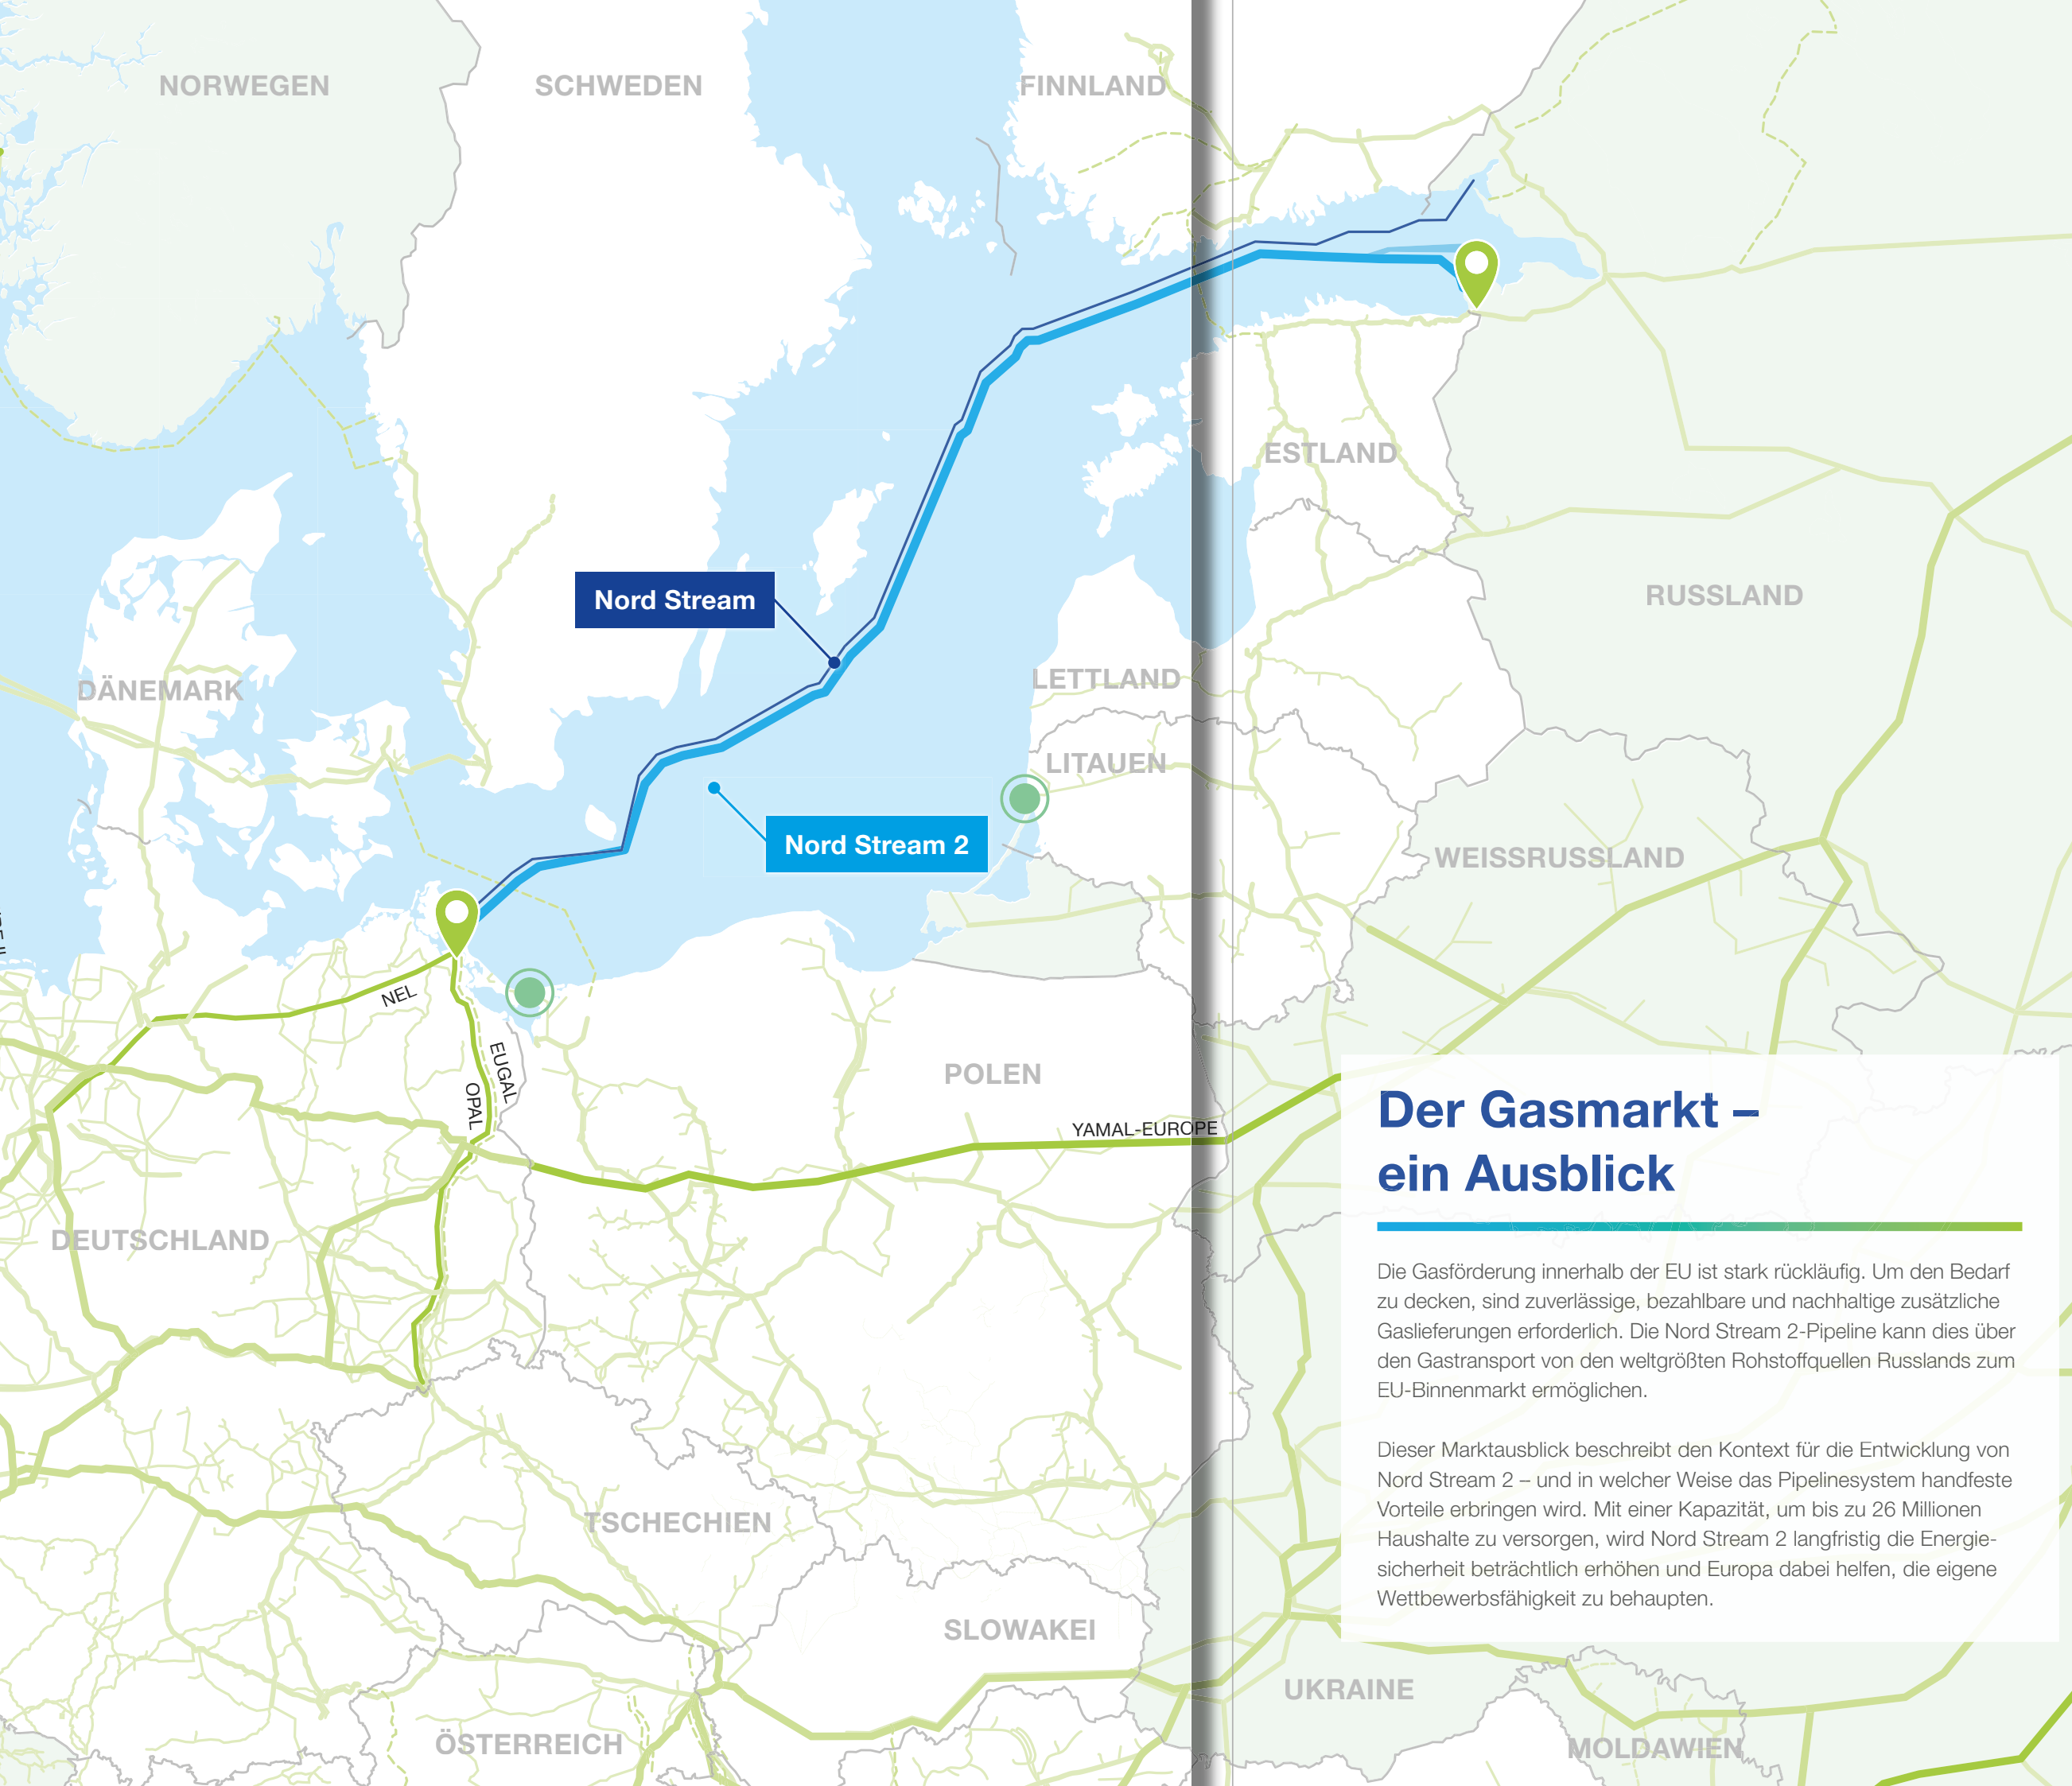 NORWEGEN
SCHWEDEN
FINNLAND
ESTLAND
RUSSLAND
Nord Stream
DÄNEMARK
LETTLAND
LITAUEN
Nord Stream 2
WEISSRUSSLAND
NEL
EUGAL
OPAL
POLEN
YAMAL-EUROPE
DEUTSCHLAND
TSCHECHIEN
SLOWAKEI
UKRAINE
ÖSTERREICH
MOLDAWIEN
Der Gasmarkt –
ein Ausblick
Die Gasförderung innerhalb der EU ist stark rückläufig. Um den Bedarf
zu decken, sind zuverlässige, bezahlbare und nachhaltige zusätzliche
Gaslieferungen erforderlich. Die Nord Stream 2-Pipeline kann dies über
den Gastransport von den weltgrößten Rohstoffquellen Russlands zum
EU-Binnenmarkt ermöglichen.
Dieser Marktausblick beschreibt den Kontext für die Entwicklung von
Nord Stream 2 – und in welcher Weise das Pipelinesystem handfeste
Vorteile erbringen wird. Mit einer Kapazität, um bis zu 26 Millionen
Haushalte zu versorgen, wird Nord Stream 2 langfristig die Energie-
sicherheit beträchtlich erhöhen und Europa dabei helfen, die eigene
Wettbewerbsfähigkeit zu behaupten.